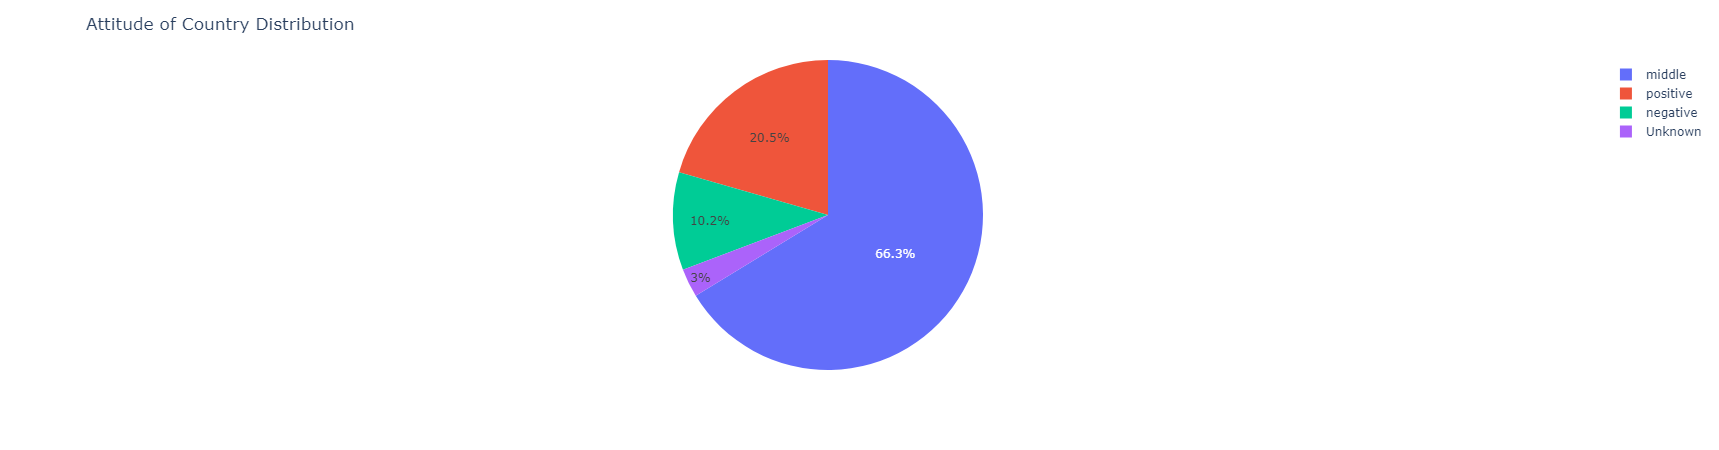 Attitude of Country Distribution
middle
positive
negative
Unknown
20.5%
10.2%
66.3%
3%